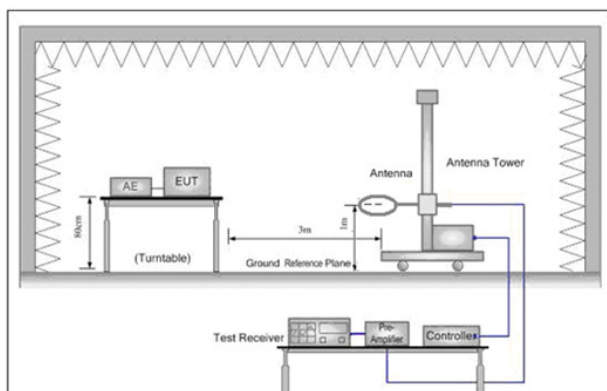 Antenna
Antenna Tower
AE
EUT
80cm
(Turntable)
3m
1m
Ground Reference Plane
Test Receiver
Pre-
Amplifier
Controller